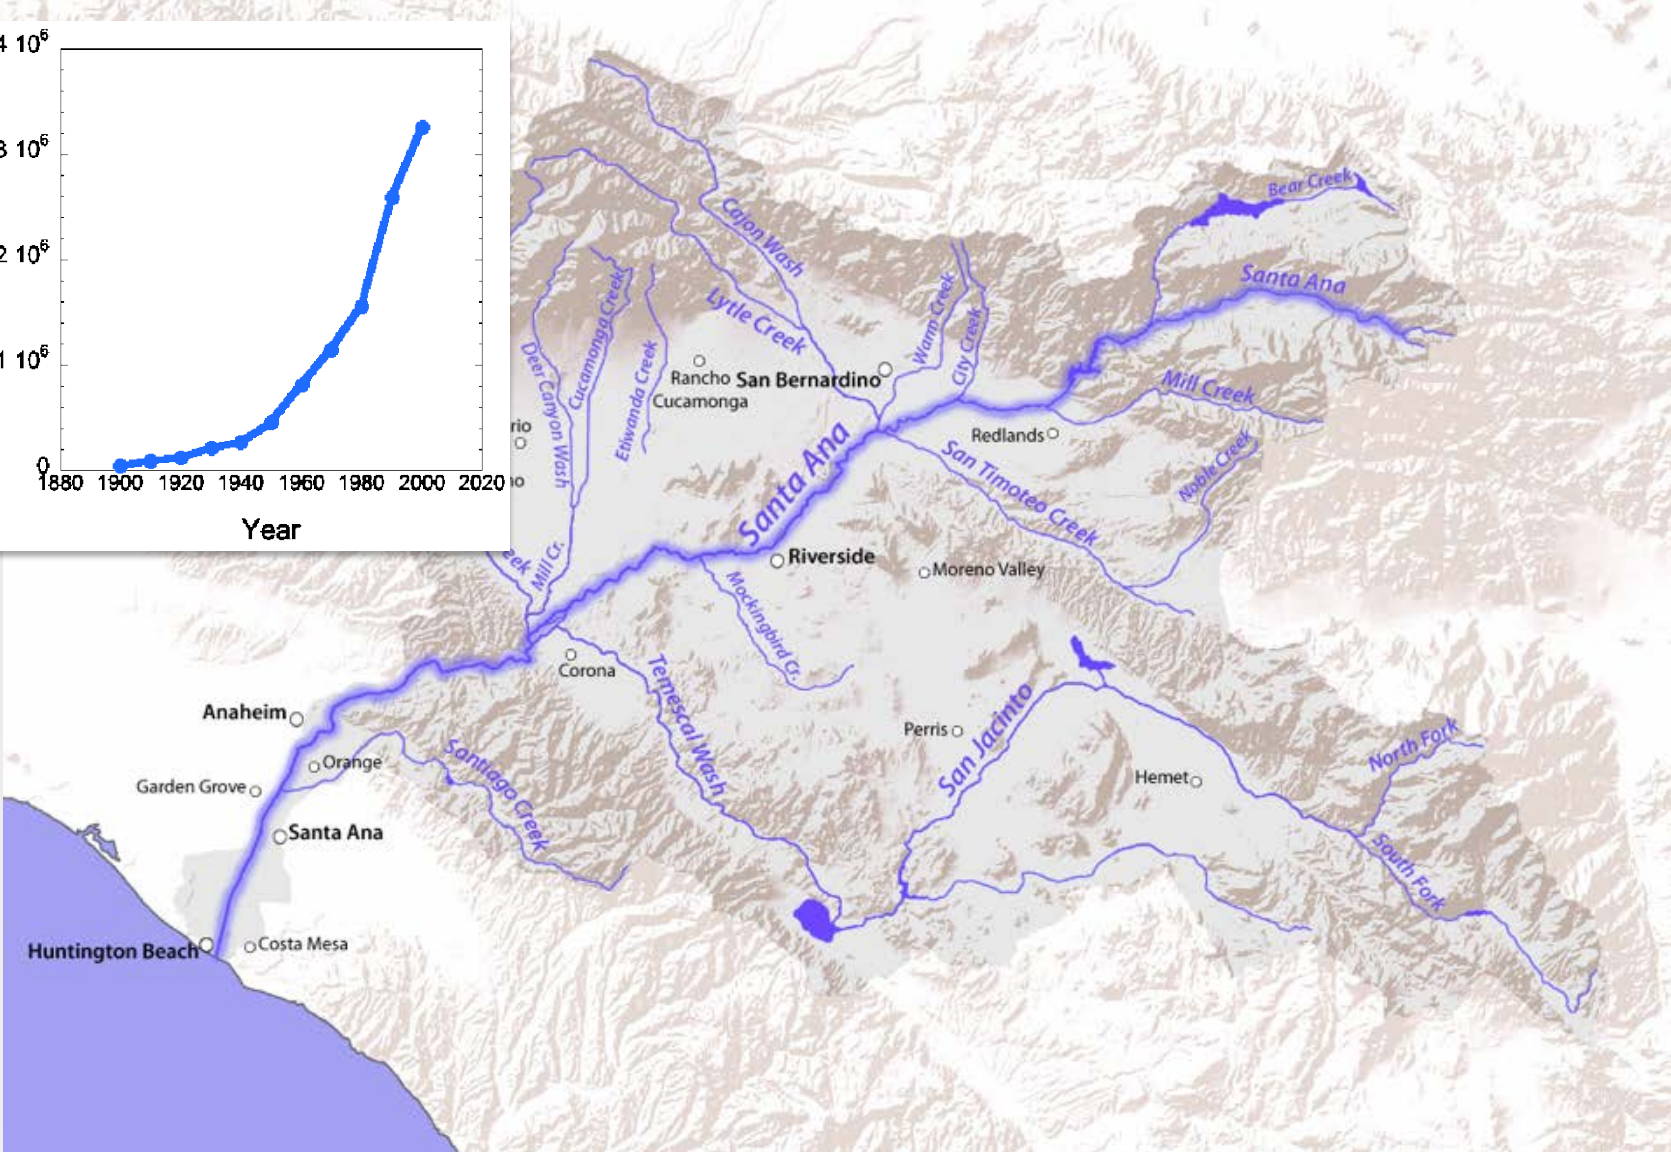 4 10⁶
3 10⁶
2 10⁶
1 10⁶
0
1880 1900 1920 1940 1960 1980 2000 2020
Year
Bear Creek
Santa Ana
Cajon Wash
Lytle Creek
Warm Creek
City Creek
Deer Canyon Wash
Cucamonga Creek
Etiwanda Creek
Rancho
Cucamonga
San Bernardino
Mill Creek
Redlands
Noble Creek
rio
no
Santa Ana
San Timoteo Creek
eek
Mill Cr.
Riverside
Moreno Valley
Mockingbird Cr.
Corona
Temescal Wash
Anaheim
Perris
San Jacinto
North Fork
Orange
Santiago Creek
Garden Grove
Hemet
Santa Ana
South Fork
Huntington Beach
Costa Mesa